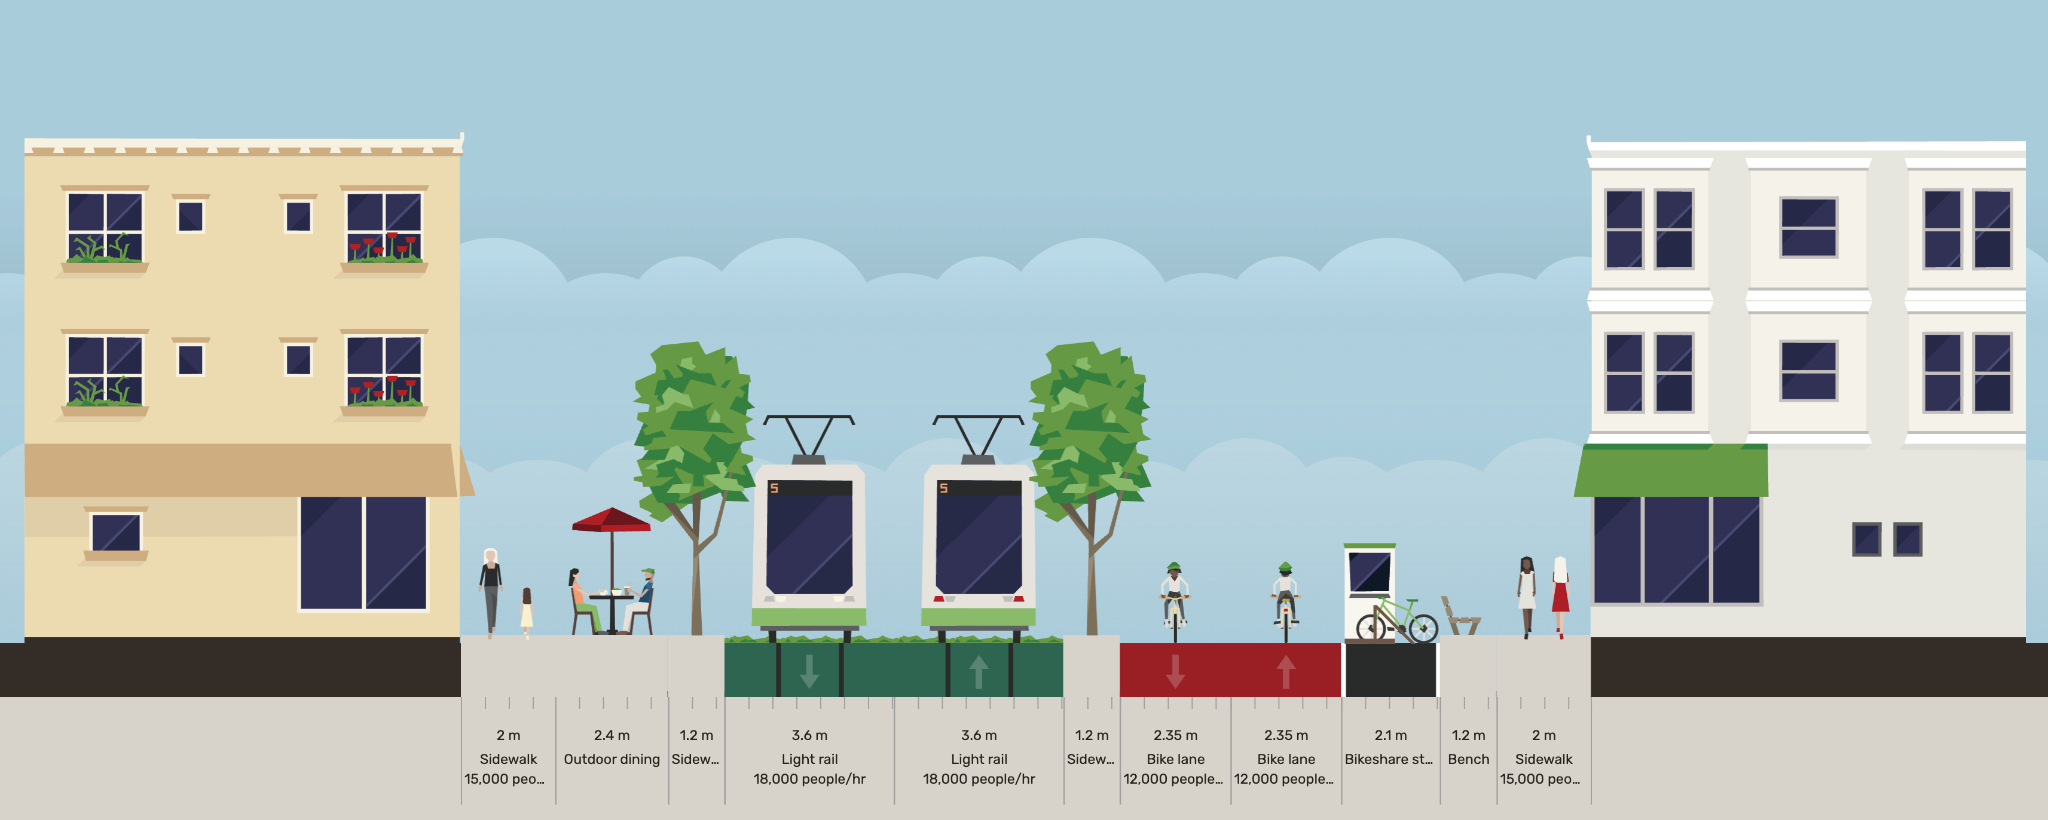 5
5
2 m
Sidewalk
15,000 peo...
2.4 m
Outdoor dining
1.2 m
Sidew...
3.6 m
Light rail
18,000 people/hr
3.6 m
Light rail
18,000 people/hr
1.2 m
Sidew...
2.35 m
Bike lane
12,000 people...
2.35 m
Bike lane
12,000 people...
2.1 m
Bikeshare st...
1.2 m
Bench
2 m
Sidewalk
15,000 peo...